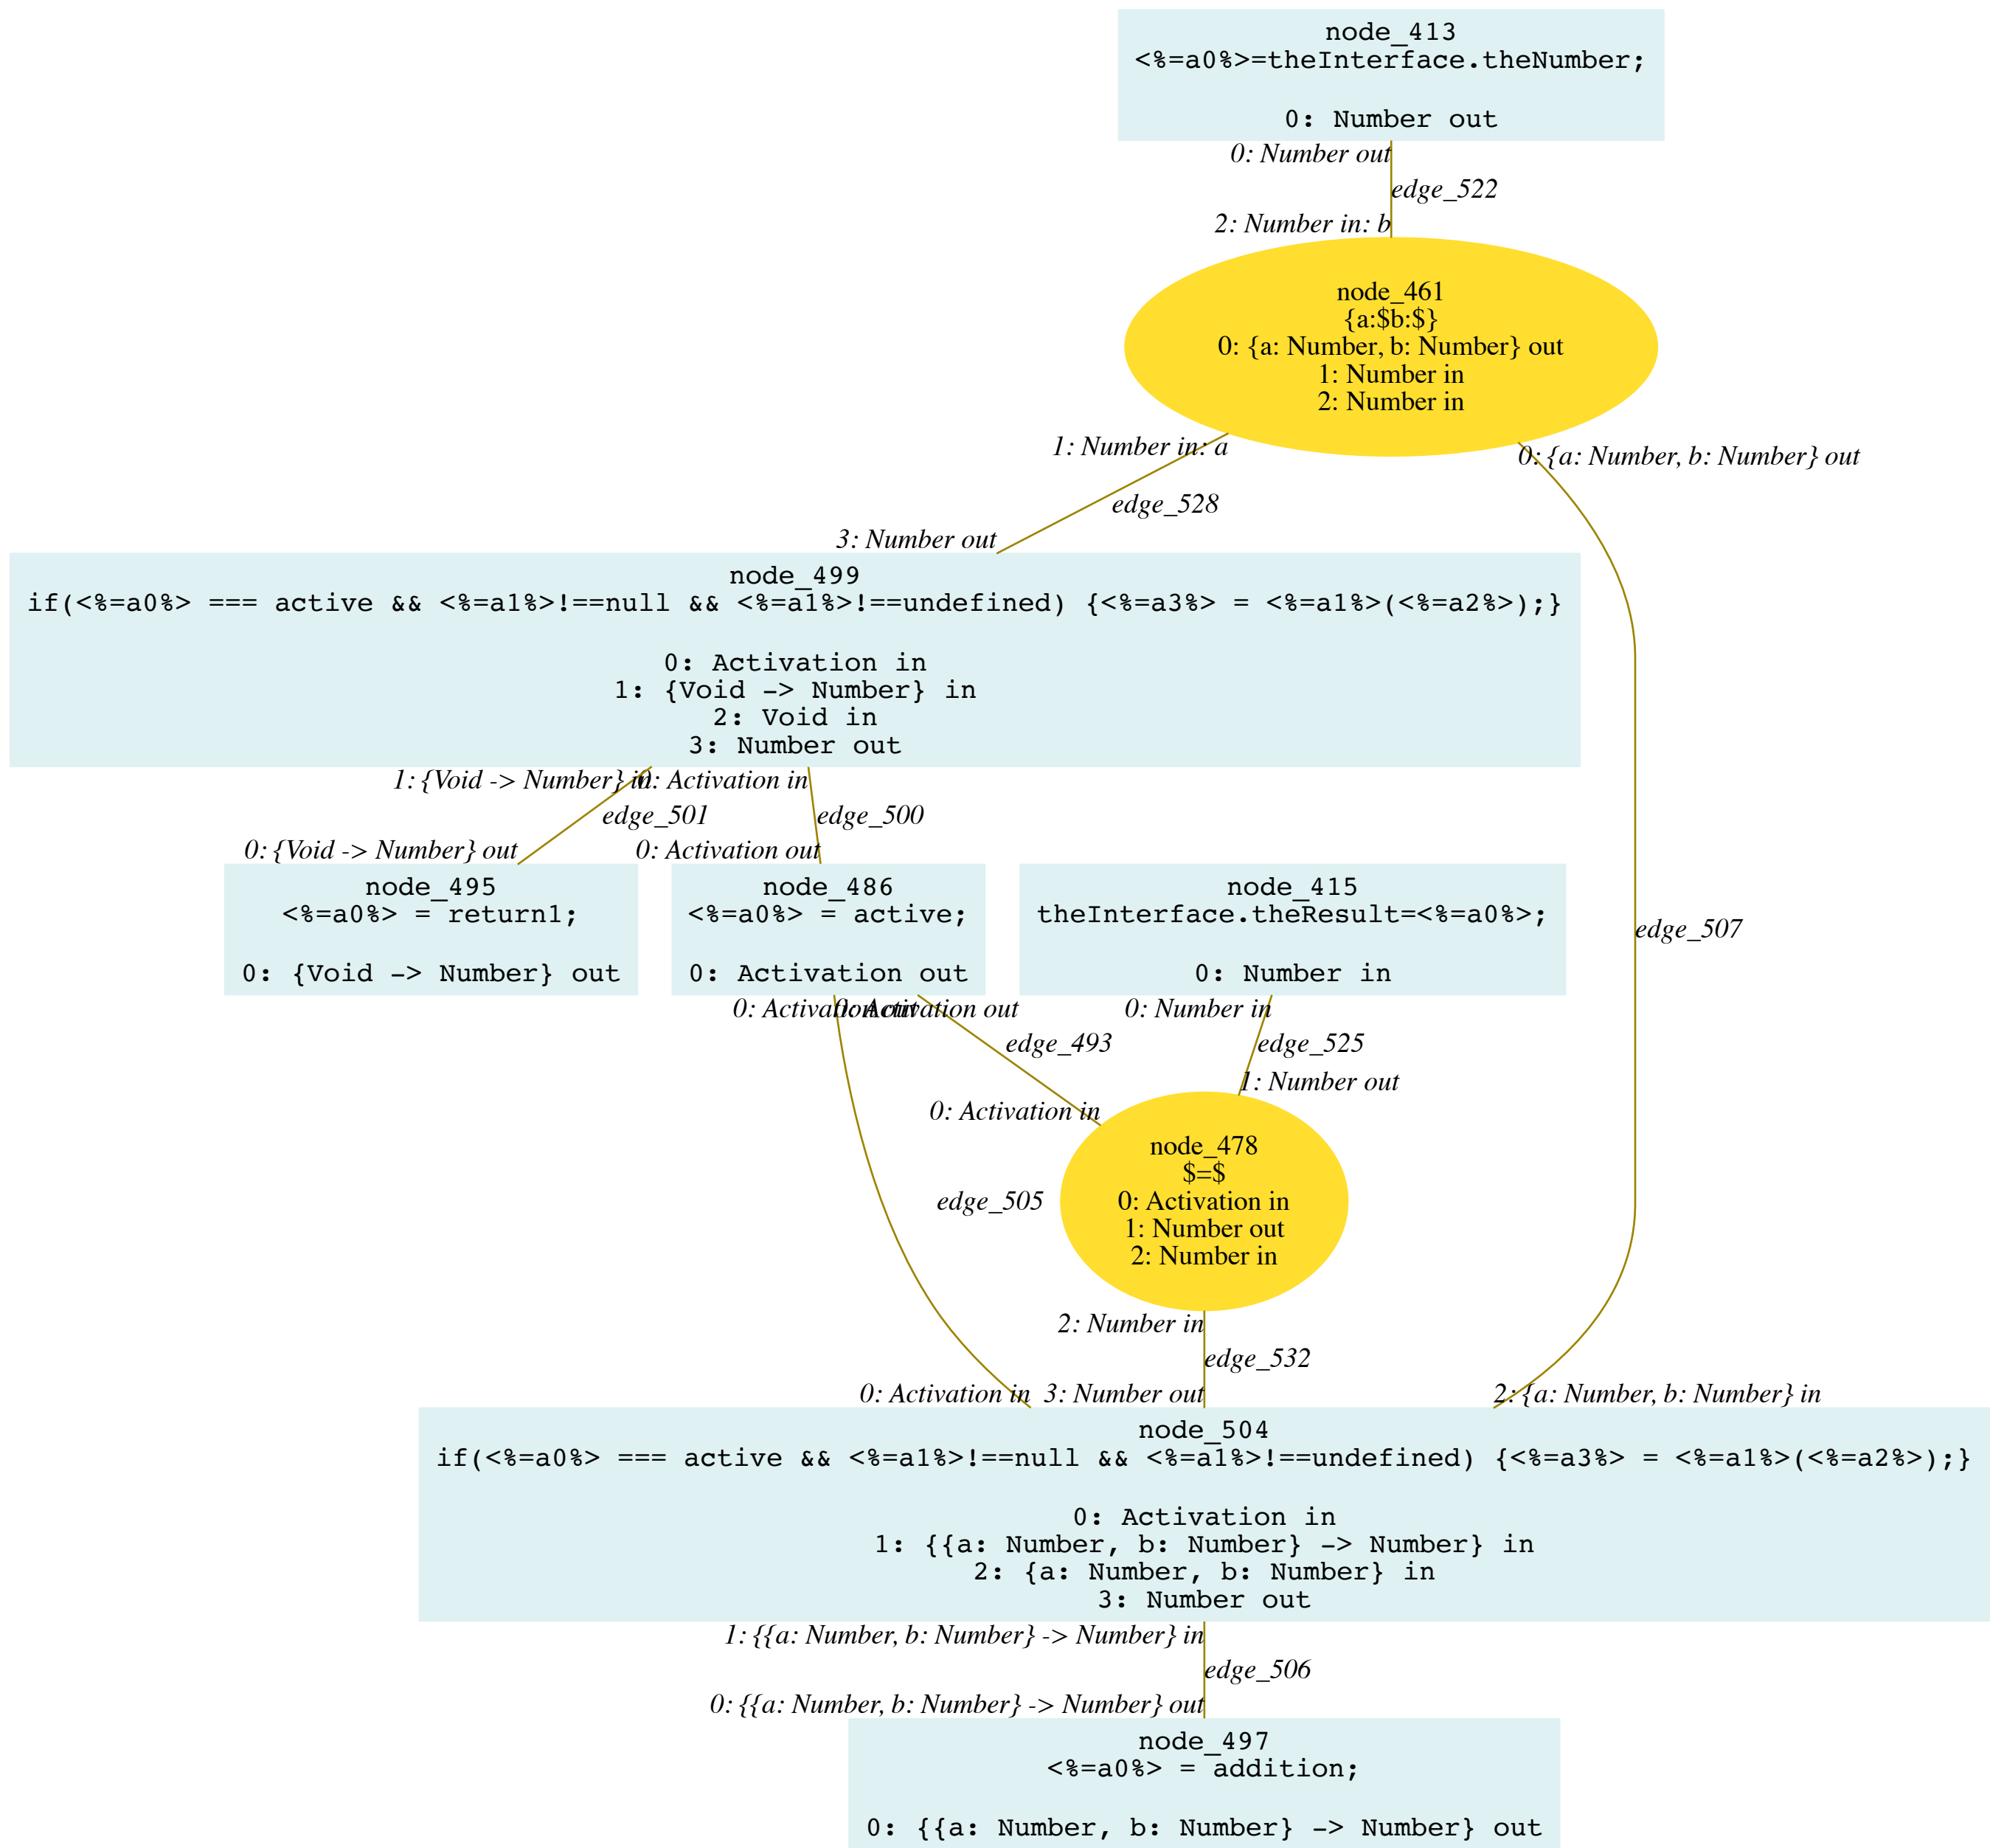 node_413
<%=a0%>=theInterface.theNumber;
0: Number out
0: Number out
edge_522
2: Number in: b
node_461
{a:$b:$}
0: {a: Number, b: Number} out
1: Number in
2: Number in
1: Number in: a
0: {a: Number, b: Number} out
edge_528
3: Number out
node_499
if(<%=a0%> === active && <%=a1%>!==null && <%=a1%>!==undefined) {<%=a3%> = <%=a1%>(<%=a2%>);}
0: Activation in
1: {Void -> Number} in
2: Void in
3: Number out
1: {Void -> Number} in
0: Activation in
edge_501
edge_500
0: {Void -> Number} out
0: Activation out
node_495
<%=a0%> = return1;
0: {Void -> Number} out
node_486
<%=a0%> = active;
0: Activation out
node_415
theInterface.theResult=<%=a0%>;
0: Number in
edge_507
0: Activation out
0: Activation out
0: Number in
edge_493
edge_525
1: Number out
0: Activation in
node_478
$=$
0: Activation in
1: Number out
2: Number in
edge_505
2: Number in
edge_532
0: Activation in
3: Number out
2: {a: Number, b: Number} in
node_504
if(<%=a0%> === active && <%=a1%>!==null && <%=a1%>!==undefined) {<%=a3%> = <%=a1%>(<%=a2%>);}
0: Activation in
1: {{a: Number, b: Number} -> Number} in
2: {a: Number, b: Number} in
3: Number out
1: {{a: Number, b: Number} -> Number} in
edge_506
0: {{a: Number, b: Number} -> Number} out
node_497
<%=a0%> = addition;
0: {{a: Number, b: Number} -> Number} out